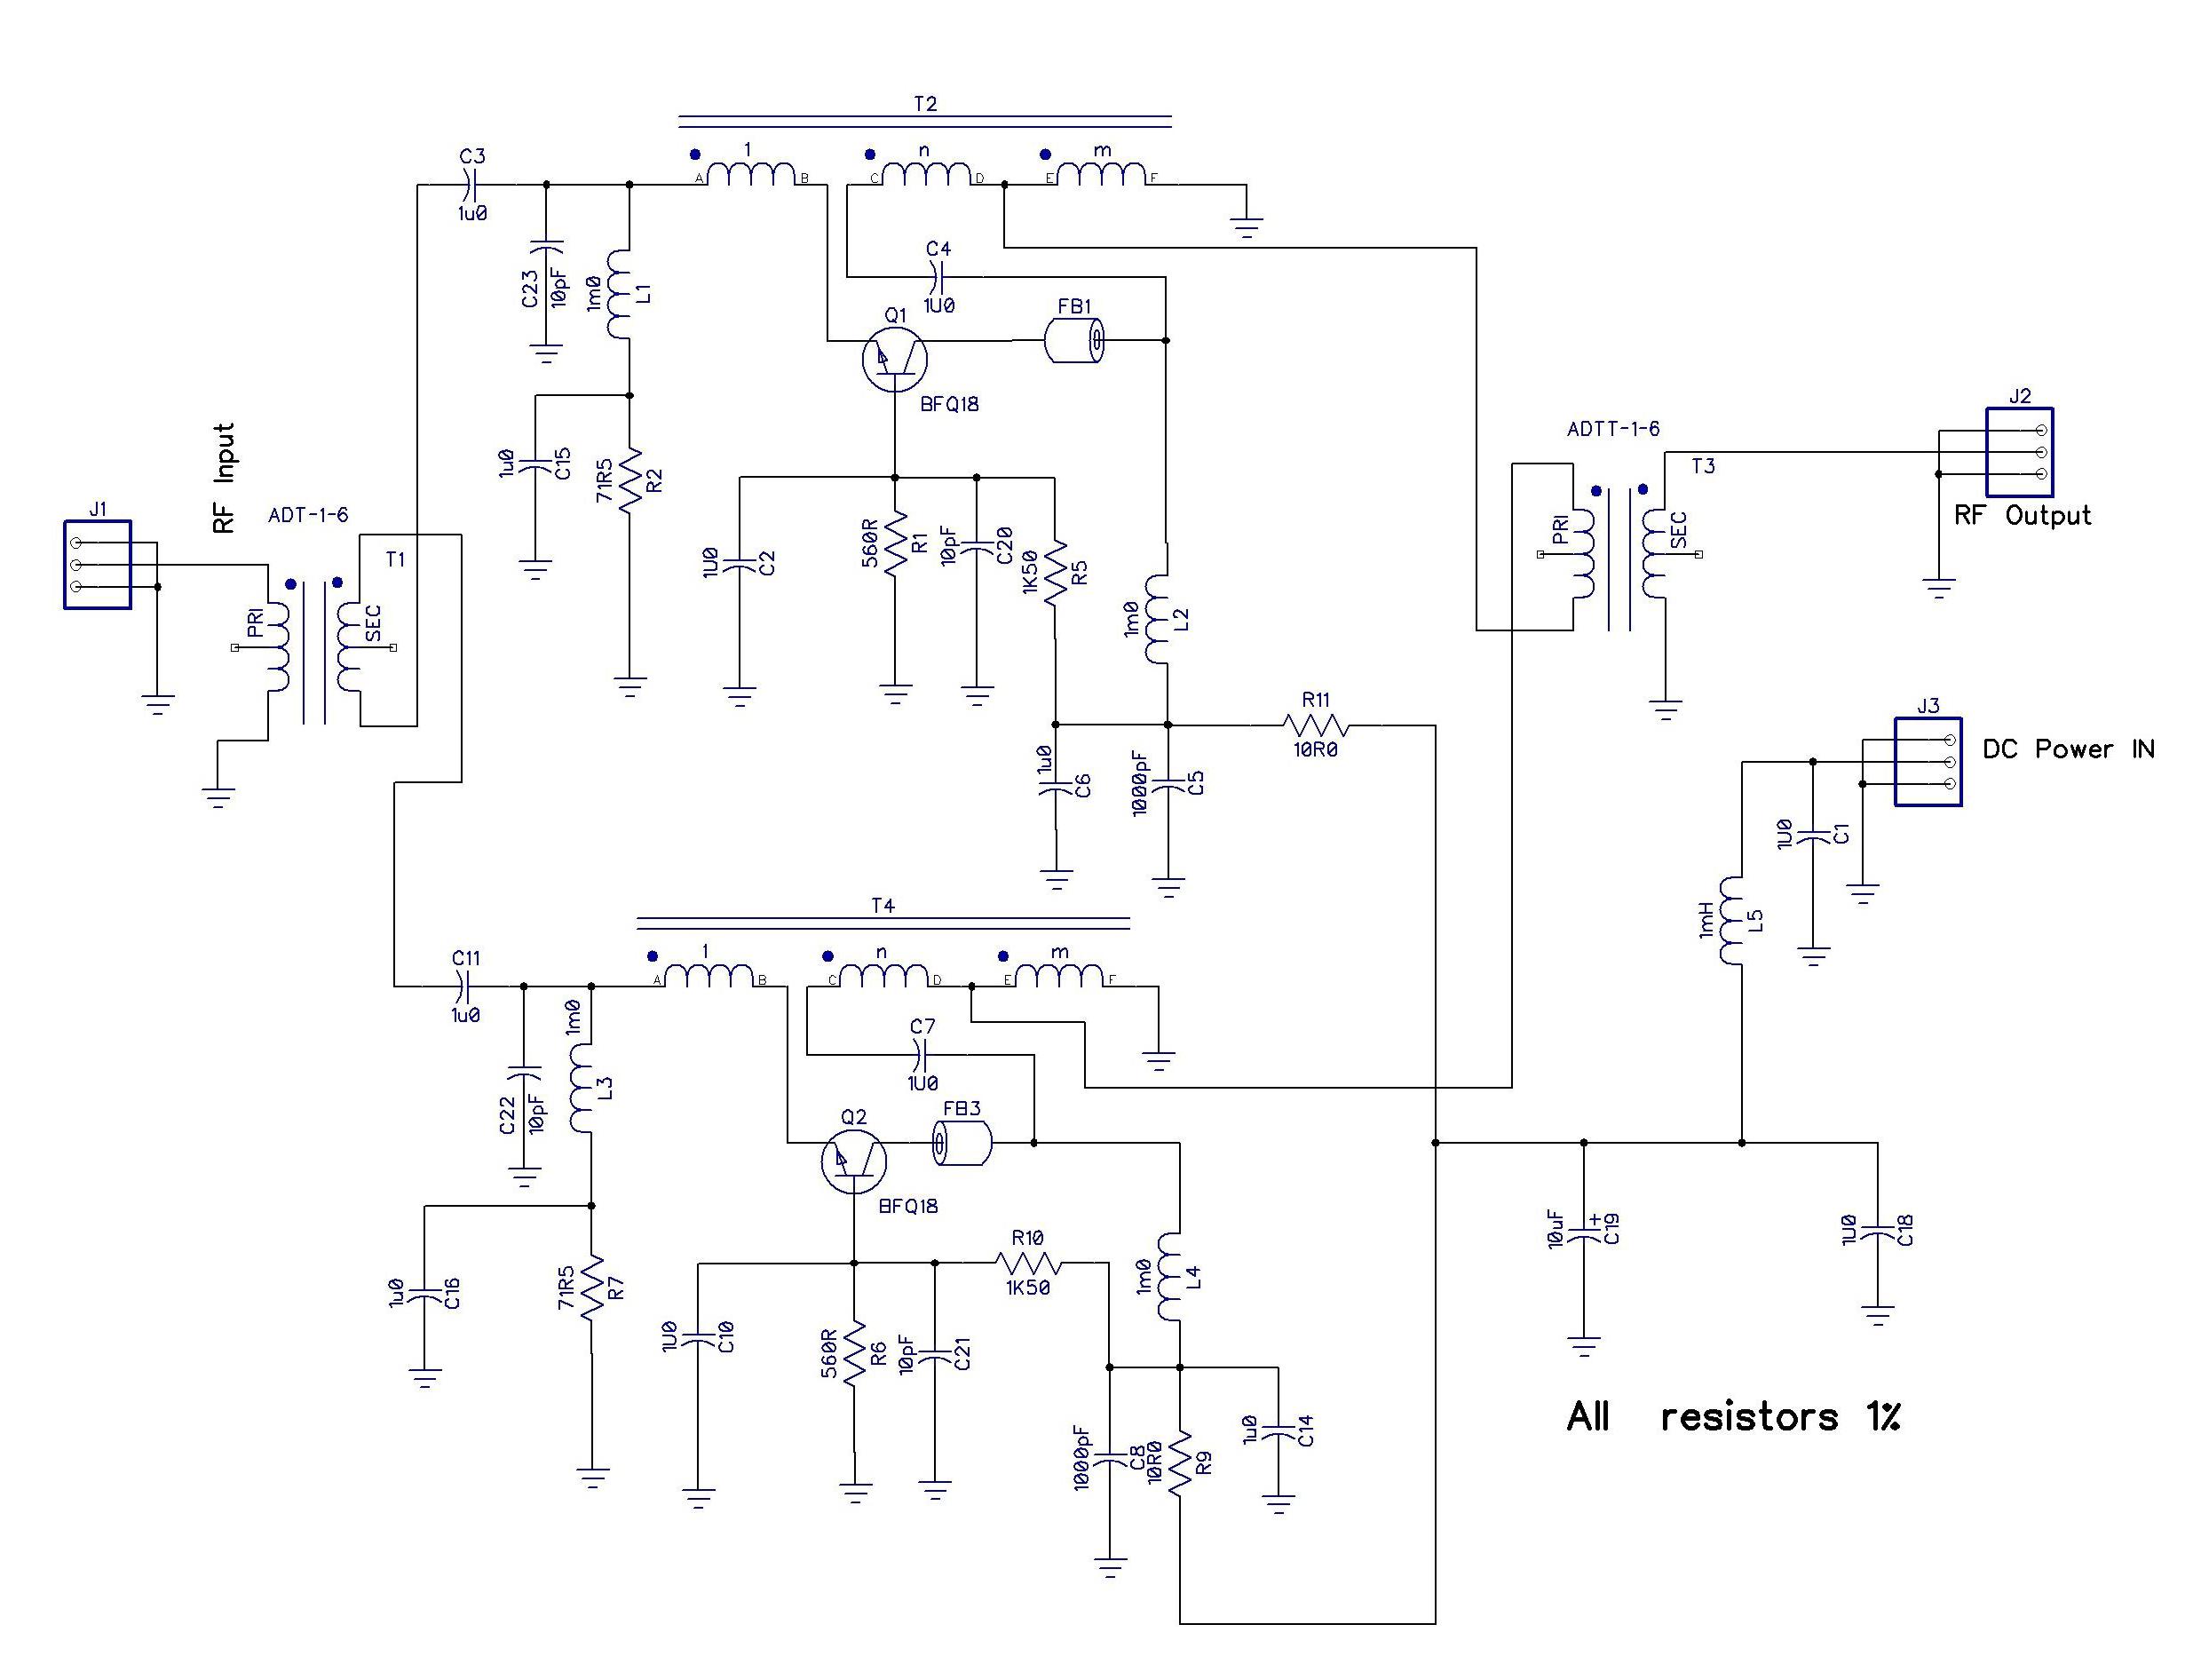 T2
1
n
m
A
B
C
D
E
F
C3
1u0
C23
10pF
1m0
L1
C4
1U0
Q1
FB1
BFQ18
RF Input
1u0
C15
71R5
R2
J1
ADT-1-6
T1
PRI
SEC
1U0
C2
560R
R1
10pF
C20
1K50
R5
1m0
L2
ADTT-1-6
T3
PRI
SEC
J2
RF Output
R11
10R0
1u0
C6
1000pF
C5
J3
DC Power IN
1U0
C1
1mH
L5
T4
1
n
m
A
B
C
D
E
F
C11
1u0
1m0
L3
C22
10pF
C7
1U0
Q2
FB3
BFQ18
1u0
C16
71R5
R7
R10
1K50
1m0
L4
1U0
C10
560R
R6
10pF
C21
1000pF
C8
10R0
R9
1u0
C14
10uF
+
C19
1U0
C18
All resistors 1%